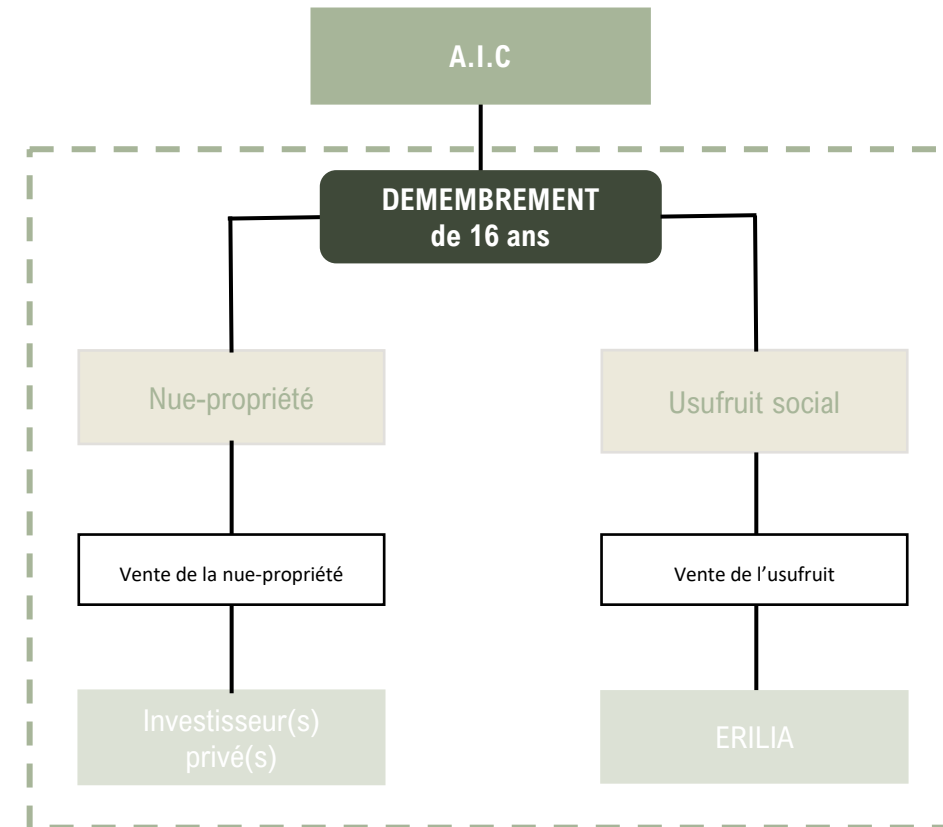 A.I.C
DEMEMBREMENT
de 16 ans
Nue-propriété
Usufruit social
Vente de la nue-propriété
Vente de l’usufruit
Investisseur(s)
privé(s)
ERILIA